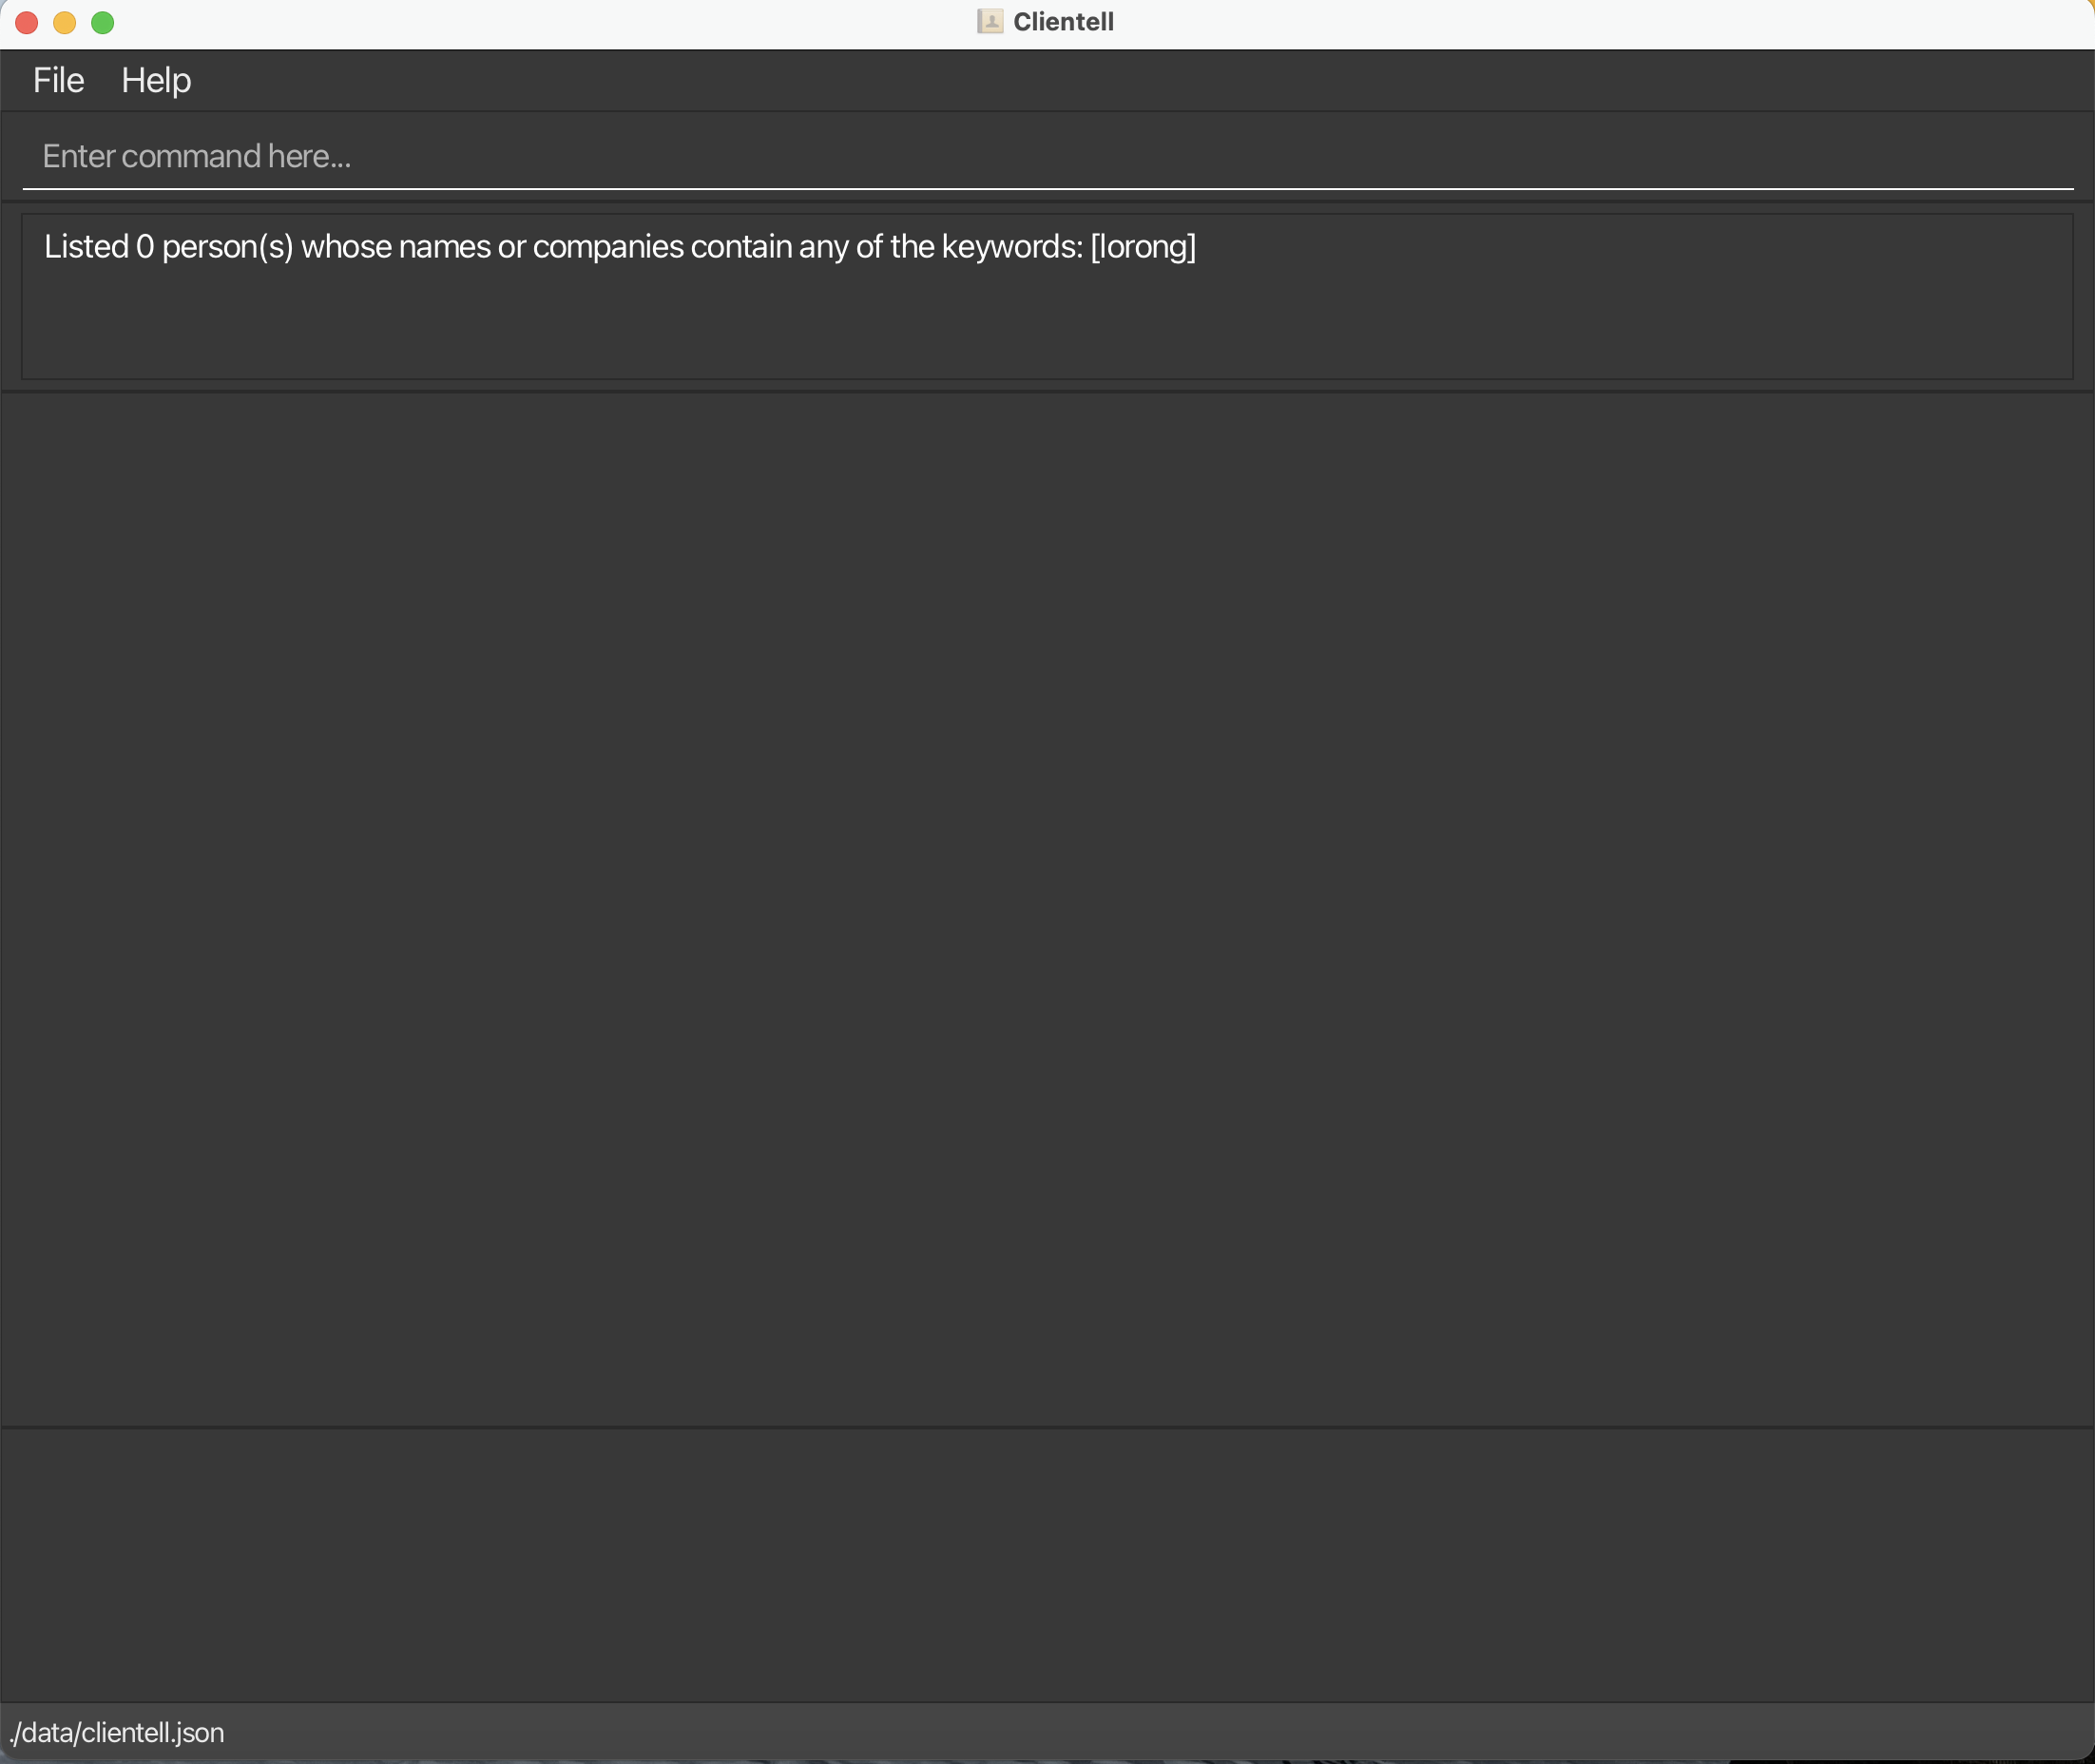 Clientell
File Help
Enter command here...
Listed 0 person(s) whose names or companies contain any of the keywords: [lorong]
./data/clientell.json